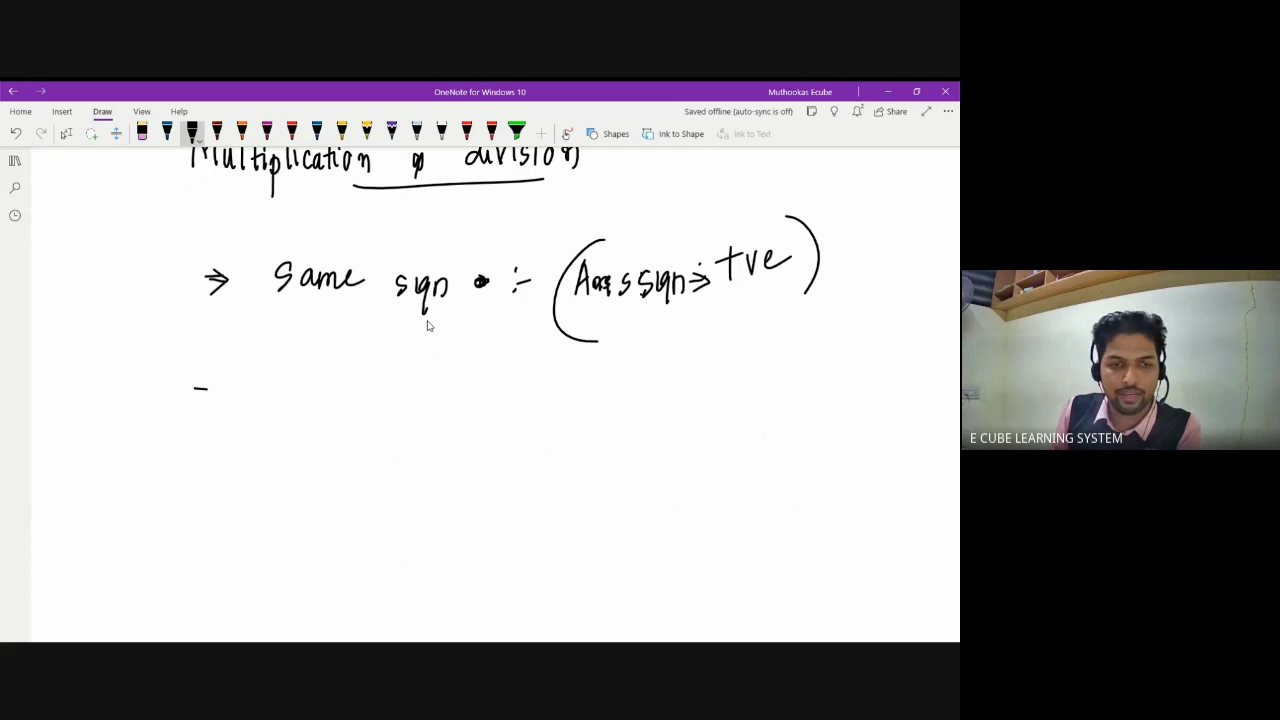 OneNote for Windows 10
Muthookas Ecube
Home Insert Draw View Help
Saved offline (auto-sync is off)
2
Share
Shapes
Ink to Shape
Ink to Text
Multiplication & division
⇒ Same sign :- (Ans sign ⇒ +ve)
-
E CUBE LEARNING SYSTEM